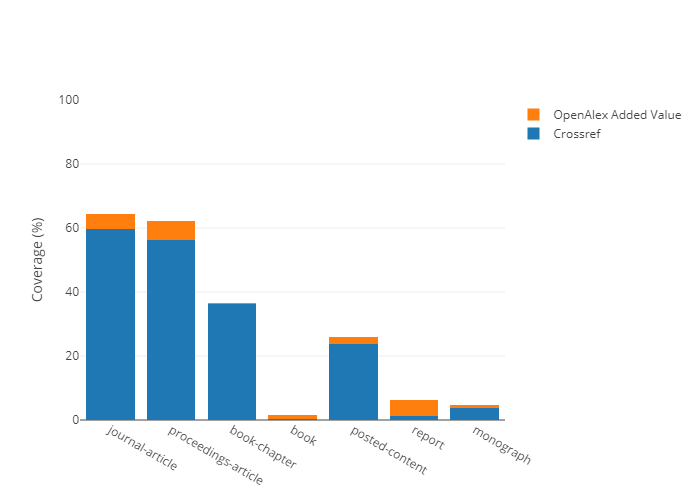 100
80
60
40
20
0
Coverage (%)
journal-article
proceedings-article
book-chapter
book
posted-content
report
monograph
OpenAlex Added Value
Crossref